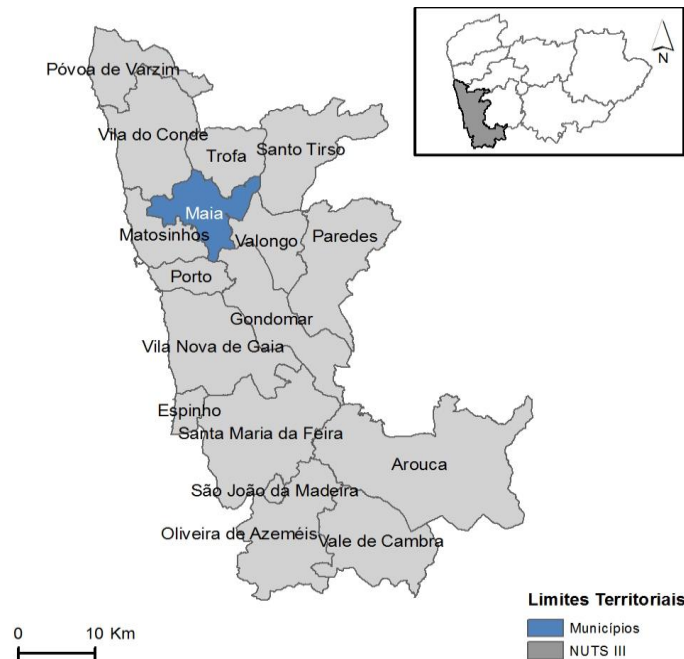 Póvoa de Varzim
N
Vila do Conde
Trofa
Santo Tirso
Maia
Matosinhos
Valongo
Paredes
Porto
Gondomar
Vila Nova de Gaia
Espinho
Santa Maria da Feira
Arouca
São João da Madeira
Oliveira de Azeméis
Vale de Cambra
Limites Territoriais
0 10 Km
Municípios
NUTS III